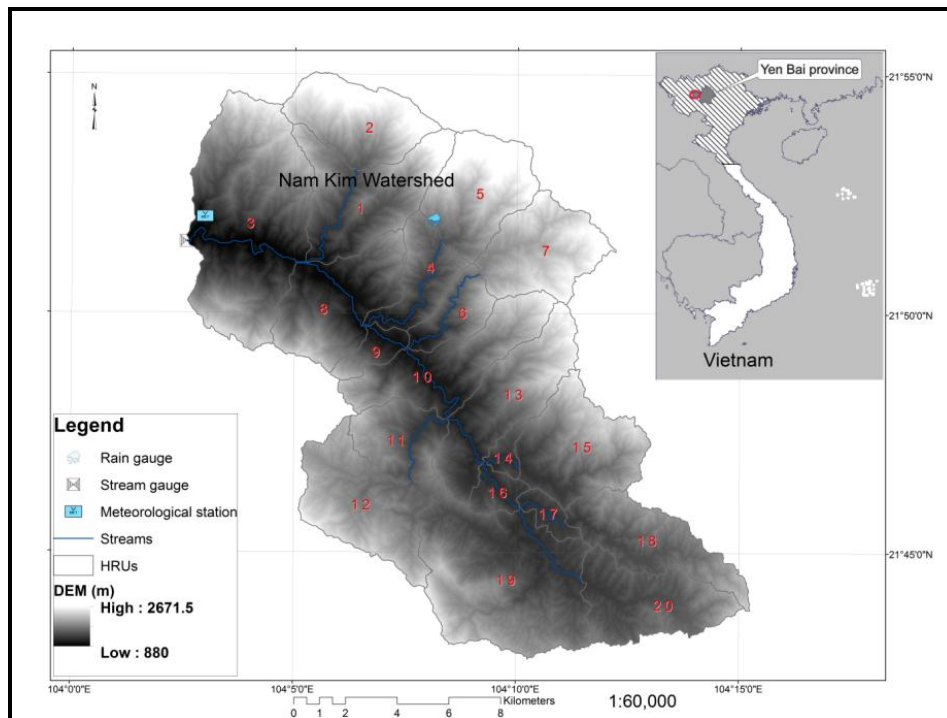 Yen Bai province
21°55'0"N
N
2
Nam Kim Watershed
5
1
3
7
4
21°50'0"N
8
6
9
Vietnam
10
13
Legend
11
15
Rain gauge
14
Stream gauge
16
Meteorological station
12
17
Streams
18
HRUs
21°45'0"N
DEM (m)
19
High : 2671.5
20
Low : 880
104°0'0"E
104°5'0"E
104°10'0"E
104°15'0"E
Kilometers
0 1 2 4 6 8
1:60,000